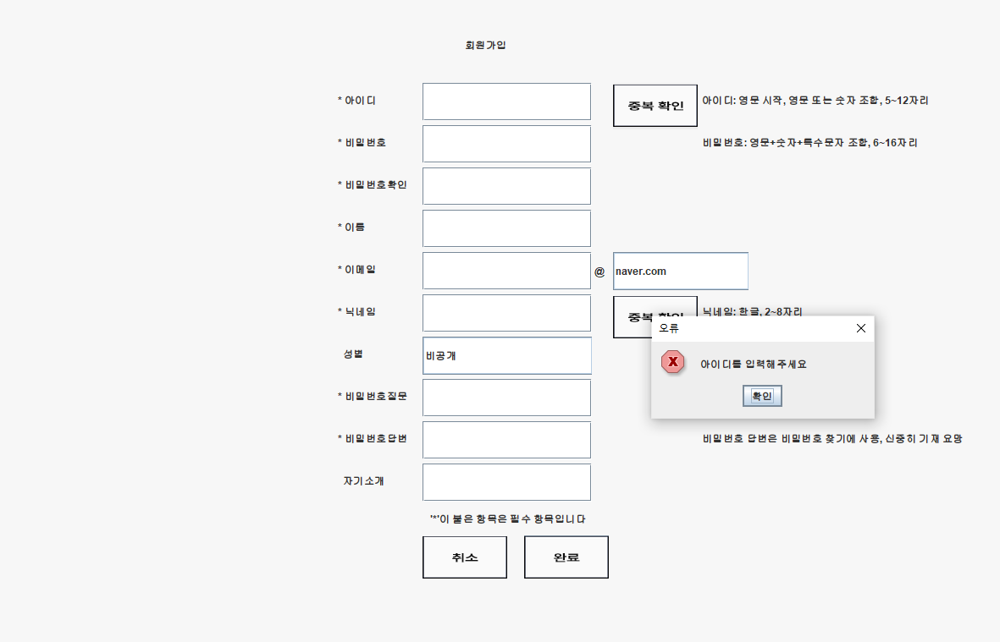 회원가입
* 아이디
중복 확인
아이디: 영문 시작, 영문 또는 숫자 조합, 5~12자리
* 비밀번호
비밀번호: 영문+숫자+특수문자 조합, 6~16자리
* 비밀번호확인
* 이름
* 이메일
@
naver.com
* 닉네임
중복 확인
닉네임: 한글, 2~8자리
오류
아이디를 입력해주세요
확인
성별
비공개
* 비밀번호질문
* 비밀번호답변
비밀번호 답변은 비밀번호 찾기에 사용, 신중히 기재 요망
자기소개
'*'이 붙은 항목은 필수 항목입니다
취소
완료